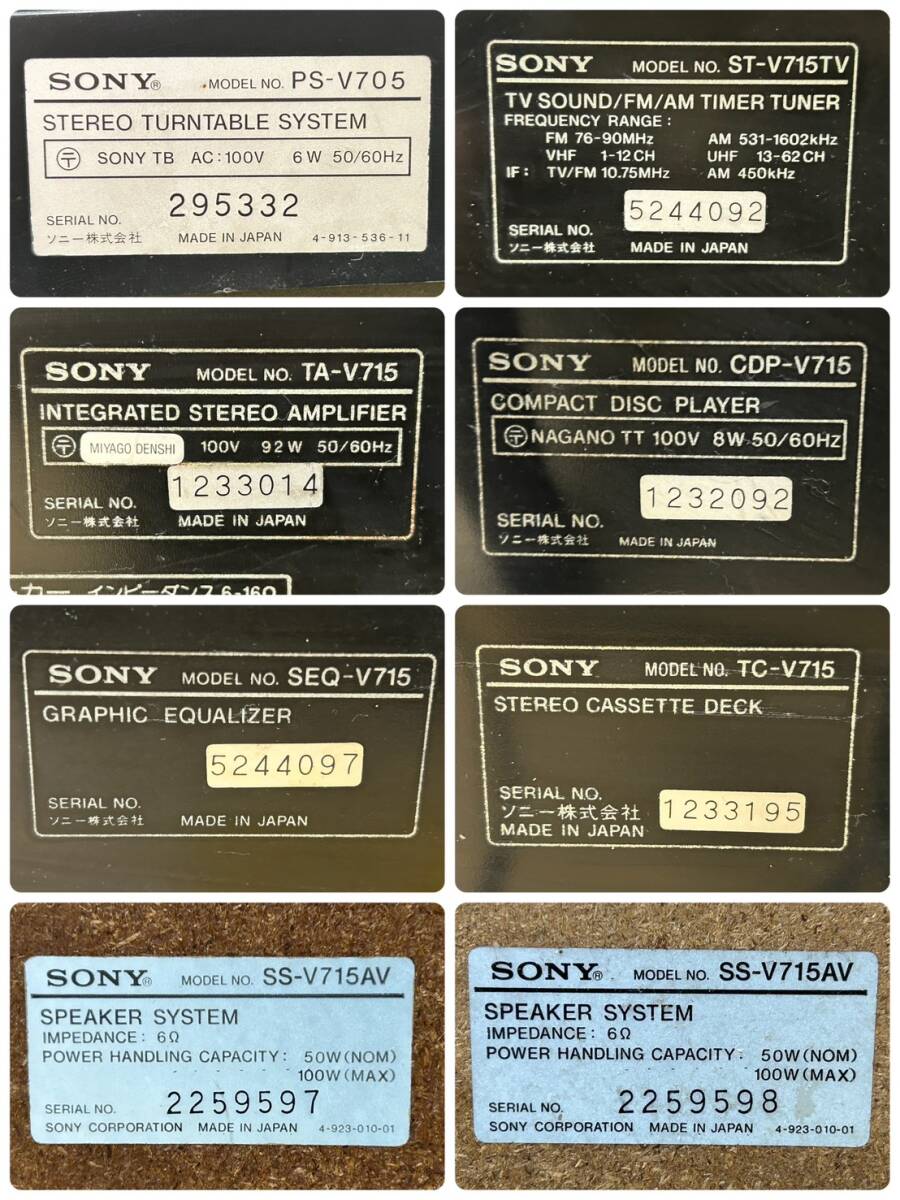 SONY® MODEL NO. PS-V705
STEREO TURNTABLE SYSTEM
〒 SONY TB AC:100V 6W 50/60Hz
SERIAL NO. 295332
ソニー株式会社 MADE IN JAPAN 4-913-536-11
SONY MODEL NO. ST-V715TV
TV SOUND/FM/AM TIMER TUNER
FREQUENCY RANGE:
FM 76-90MHz AM 531-1602kHz
VHF 1-12CH UHF 13-62CH
IF: TV/FM 10.75MHz AM 450kHz
SERIAL NO. 5244092
ソニー株式会社 MADE IN JAPAN
SONY MODEL NO. TA-V715
INTEGRATED STEREO AMPLIFIER
〒 MIYAGO DENSHI 100V 92W 50/60Hz
SERIAL NO. 1233014
ソニー株式会社 MADE IN JAPAN
カー インピーダンス 6-16Ω
SONY MODEL NO. CDP-V715
COMPACT DISC PLAYER
〒 NAGANO TT 100V 8W 50/60Hz
SERIAL NO. 1232092
ソニー株式会社 MADE IN JAPAN
SONY MODEL NO. SEQ-V715
GRAPHIC EQUALIZER
5244097
SERIAL NO.
ソニー株式会社 MADE IN JAPAN
SONY MODEL NO. TC-V715
STEREO CASSETTE DECK
SERIAL NO.
ソニー株式会社 1233195
MADE IN JAPAN
SONY® MODEL NO. SS-V715AV
SPEAKER SYSTEM
IMPEDANCE: 6Ω
POWER HANDLING CAPACITY: 50W(NOM)
100W(MAX)
SERIAL NO. 2259597
SONY CORPORATION MADE IN JAPAN 4-923-010-01
SONY® MODEL NO. SS-V715AV
SPEAKER SYSTEM
IMPEDANCE: 6Ω
POWER HANDLING CAPACITY: 50W(NOM)
100W(MAX)
SERIAL NO. 2259598
SONY CORPORATION MADE IN JAPAN 4-923-010-01